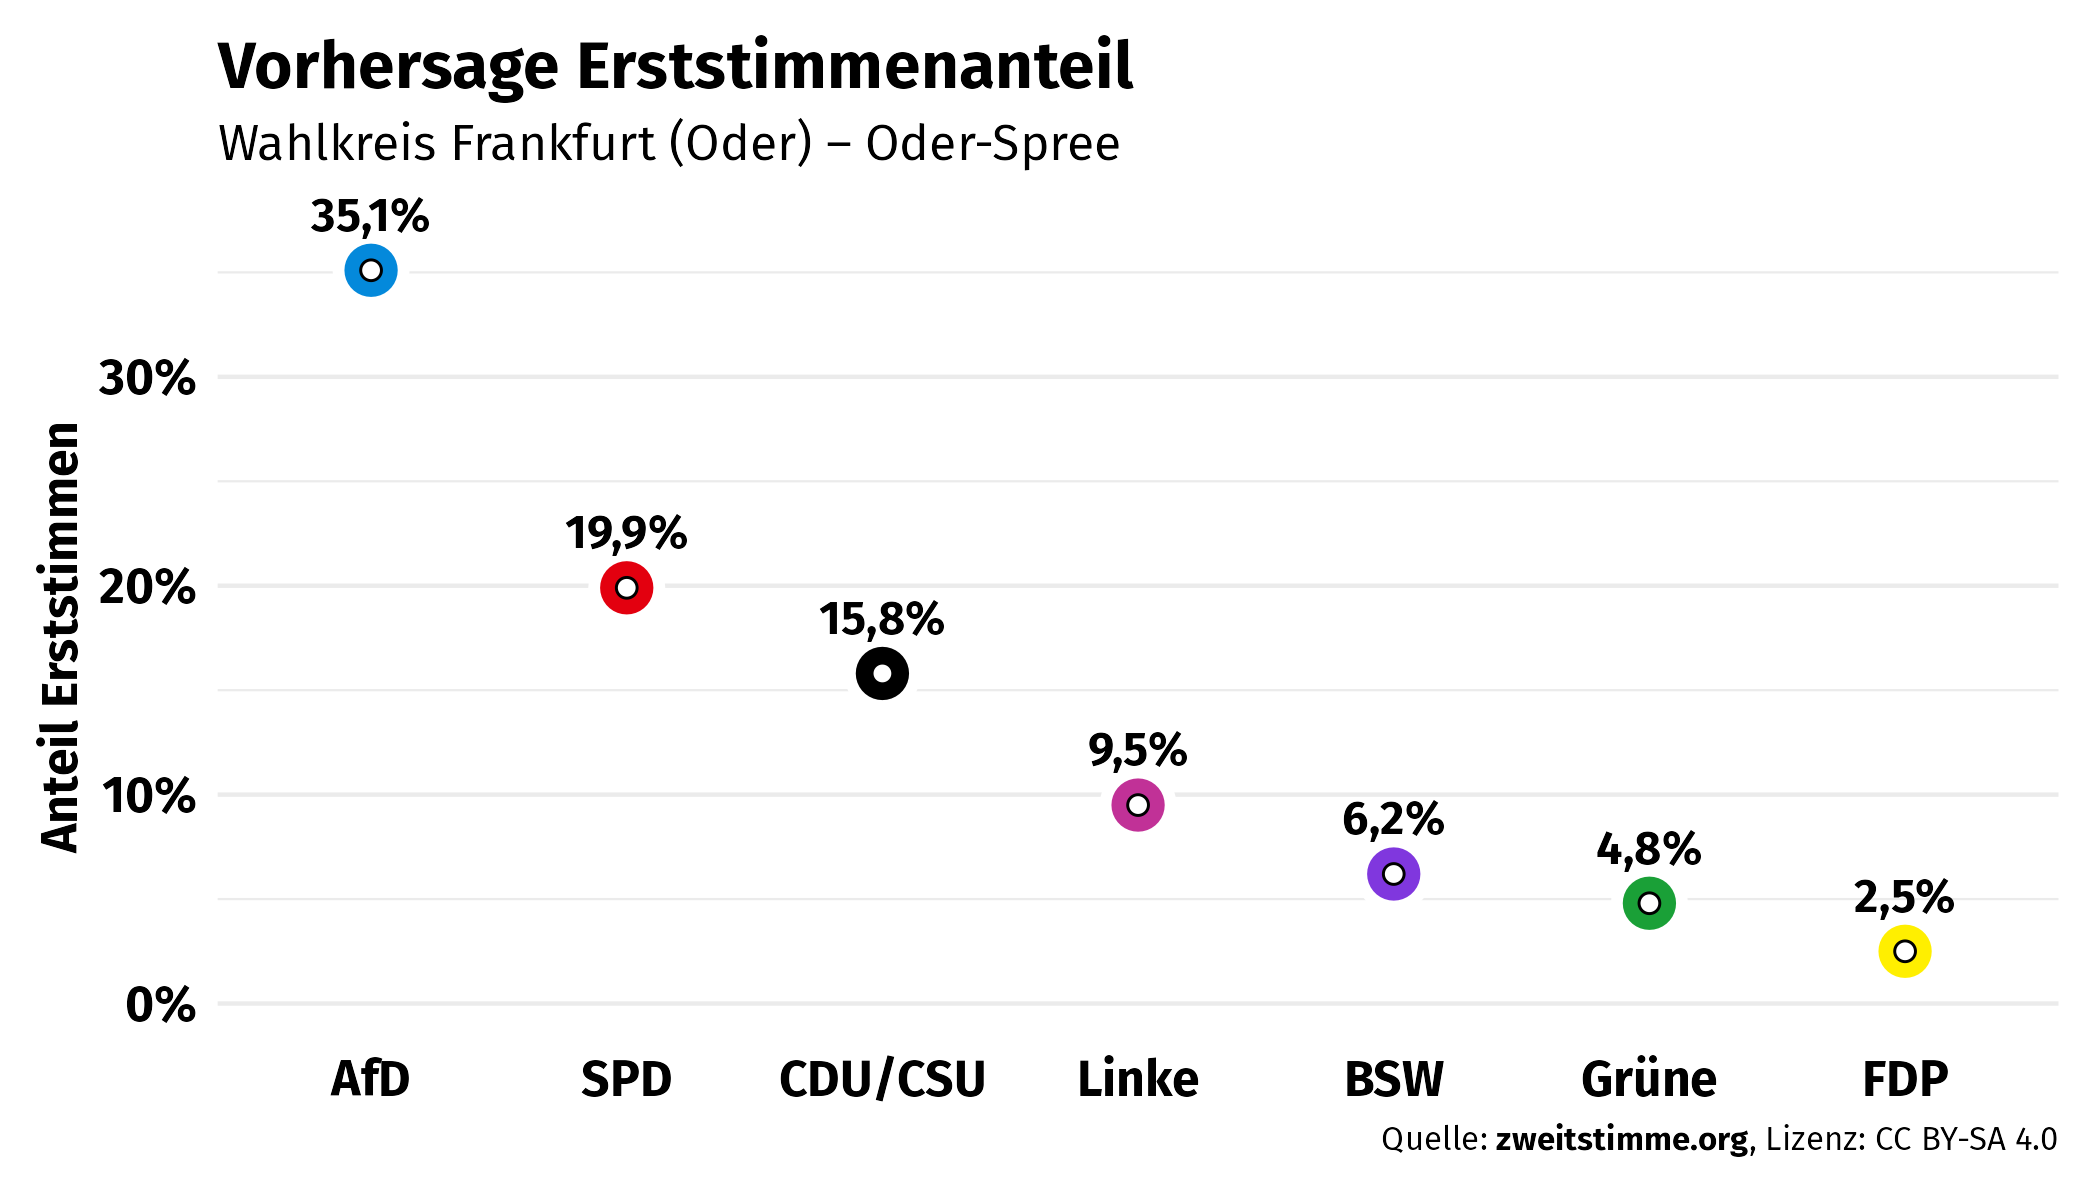 Vorhersage Erststimmenanteil
Wahlkreis Frankfurt (Oder) – Oder-Spree
35,1%
30%
19,9%
20%
15,8%
9,5%
10%
6,2%
4,8%
2,5%
0%
Anteil Erststimmen
AfD SPD CDU/CSU Linke BSW Grüne FDP
Quelle: zweitstimme.org, Lizenz: CC BY-SA 4.0